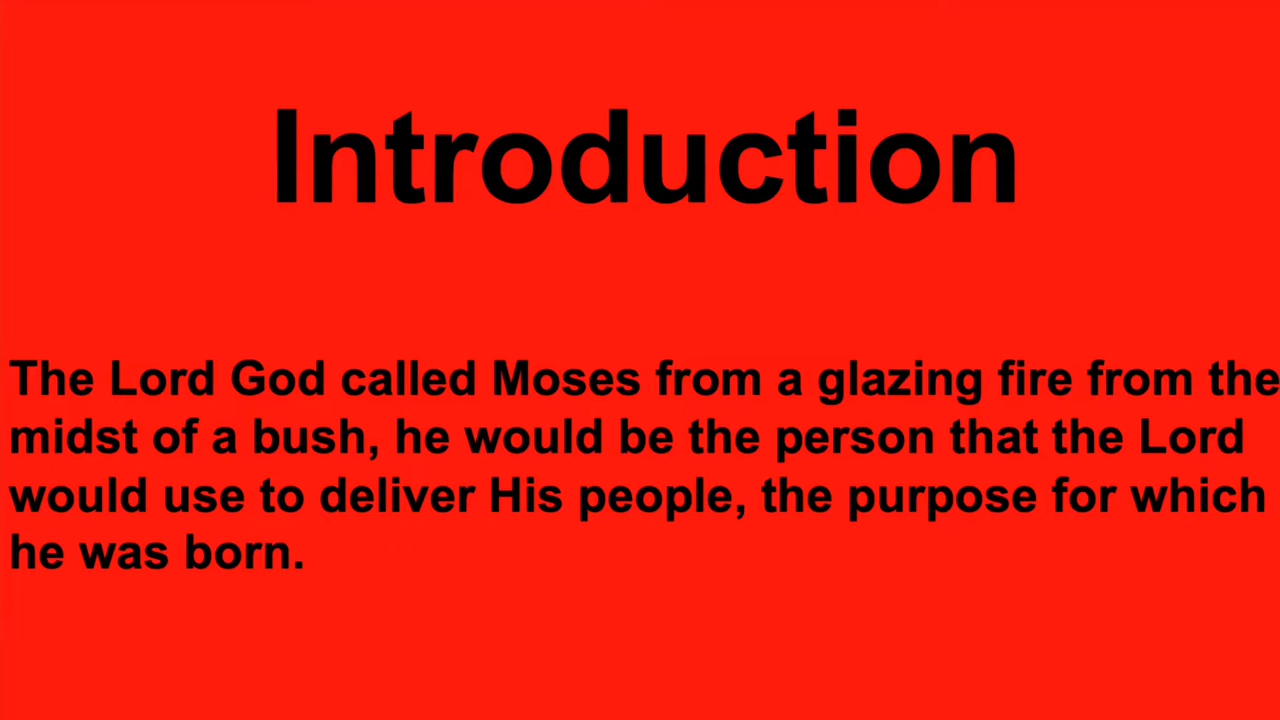 Introduction
The Lord God called Moses from a glazing fire from the
midst of a bush, he would be the person that the Lord
would use to deliver His people, the purpose for which
he was born.